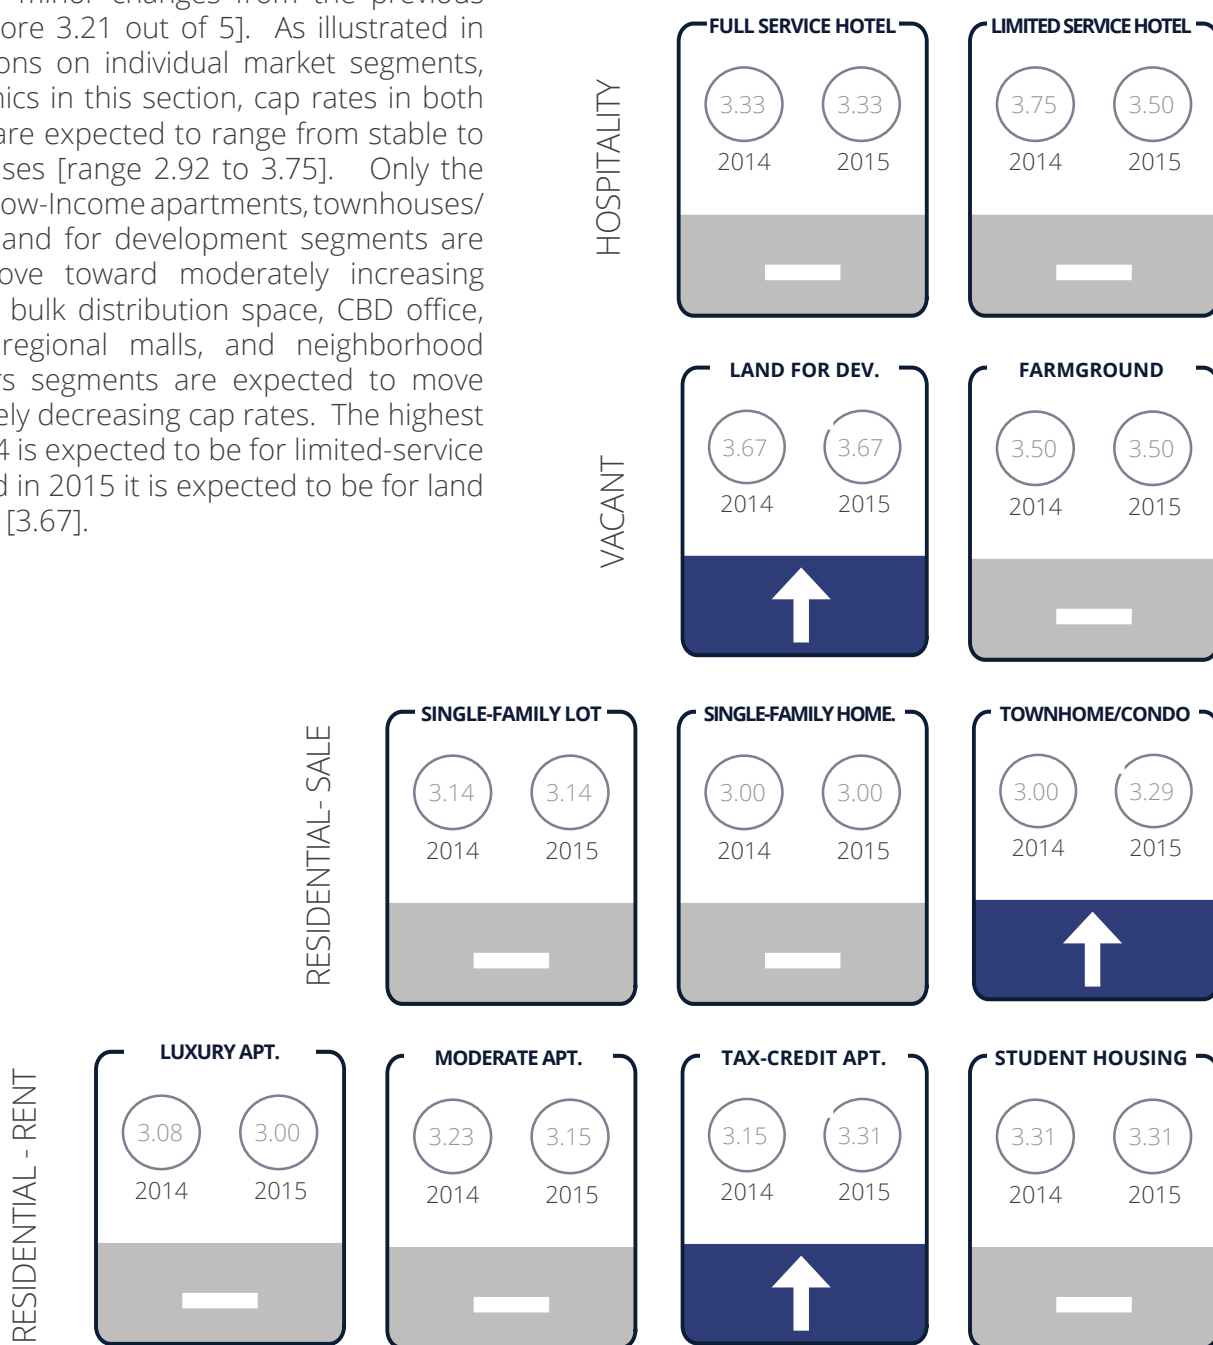 minor changes from the previous
ore 3.21 out of 5]. As illustrated in
ons on individual market segments,
nics in this section, cap rates in both
are expected to range from stable to
ses [range 2.92 to 3.75]. Only the
ow-Income apartments, townhouses/
and for development segments are
ove toward moderately increasing
bulk distribution space, CBD office,
regional malls, and neighborhood
rs segments are expected to move
ely decreasing cap rates. The highest
4 is expected to be for limited-service
d in 2015 it is expected to be for land
[3.67].
HOSPITALITY
FULL SERVICE HOTEL
3.33 3.33
2014 2015
LIMITED SERVICE HOTEL
3.75 3.50
2014 2015
VACANT
LAND FOR DEV.
3.67 3.67
2014 2015
FARMGROUND
3.50 3.50
2014 2015
RESIDENTIAL- SALE
SINGLE-FAMILY LOT
3.14 3.14
2014 2015
SINGLE-FAMILY HOME.
3.00 3.00
2014 2015
TOWNHOME/CONDO
3.00 3.29
2014 2015
RESIDENTIAL - RENT
LUXURY APT.
3.08 3.00
2014 2015
MODERATE APT.
3.23 3.15
2014 2015
TAX-CREDIT APT.
3.15 3.31
2014 2015
STUDENT HOUSING
3.31 3.31
2014 2015